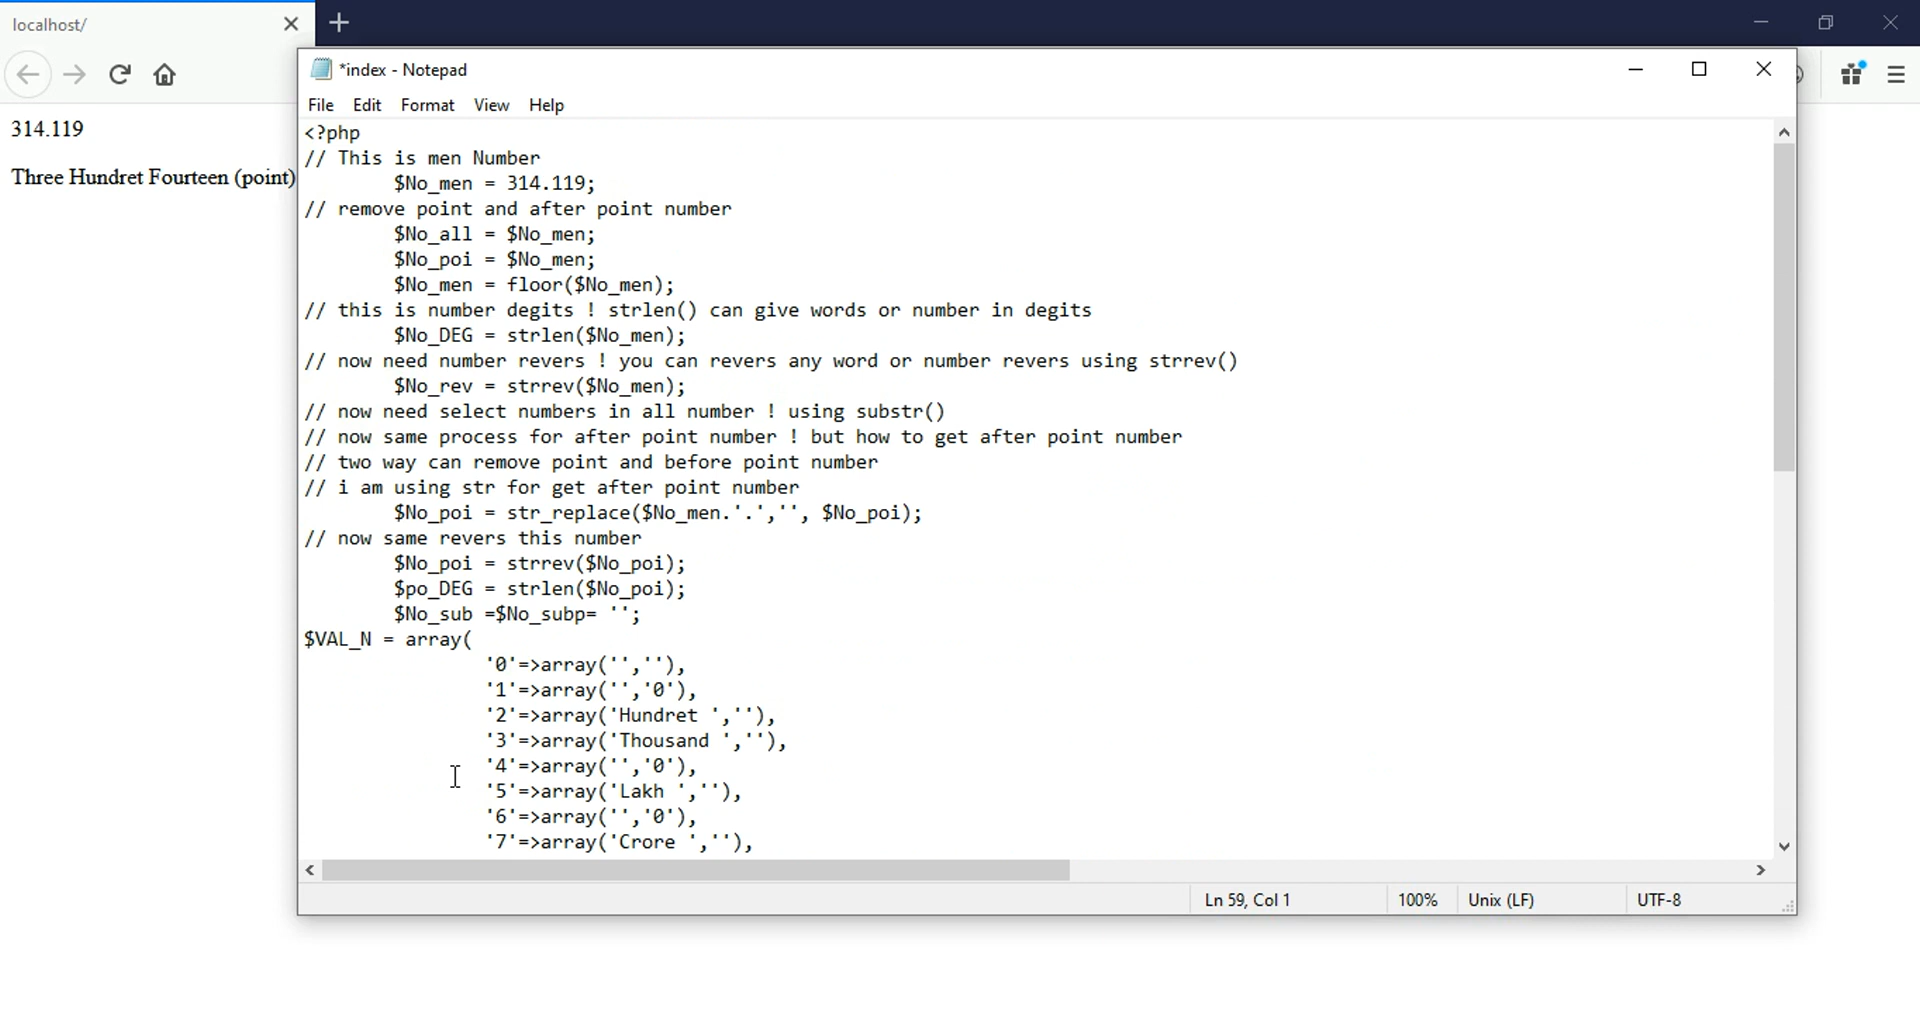 localhost/
*index - Notepad
File Edit Format View Help
314.119
Three Hundret Fourteen (point)
<?php
// This is men Number
$No_men = 314.119;
// remove point and after point number
$No_all = $No_men;
$No_poi = $No_men;
$No_men = floor($No_men);
// this is number degits ! strlen() can give words or number in degits
$No_DEG = strlen($No_men);
// now need number revers ! you can revers any word or number revers using strrev()
$No_rev = strrev($No_men);
// now need select numbers in all number ! using substr()
// now same process for after point number ! but how to get after point number
// two way can remove point and before point number
// i am using str for get after point number
$No_poi = str_replace($No_men.'.','', $No_poi);
// now same revers this number
$No_poi = strrev($No_poi);
$po_DEG = strlen($No_poi);
$No_sub =$No_subp= '';
$VAL_N = array(
'0'=>array('',''),
'1'=>array('','0'),
'2'=>array('Hundret ',''),
'3'=>array('Thousand ',''),
'4'=>array('','0'),
'5'=>array('Lakh ',''),
'6'=>array('','0'),
'7'=>array('Crore ',''),
Ln 59, Col 1 100% Unix (LF) UTF-8